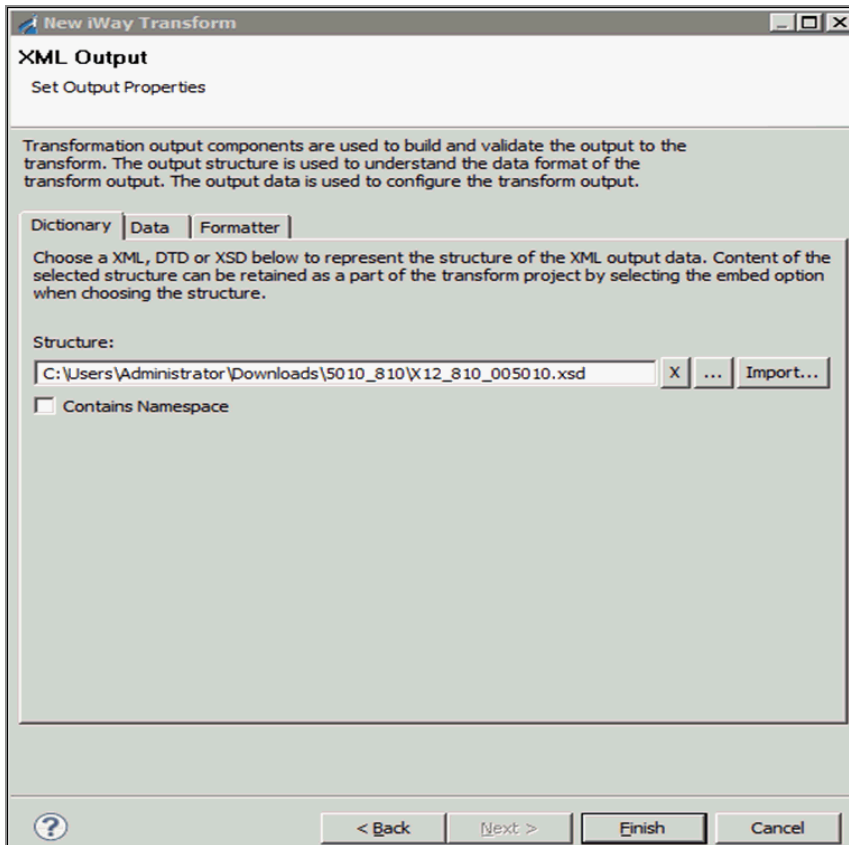 New iWay Transform
XML Output
Set Output Properties
Transformation output components are used to build and validate the output to the
transform. The output structure is used to understand the data format of the
transform output. The output data is used to configure the transform output.
Dictionary Data Formatter
Choose a XML, DTD or XSD below to represent the structure of the XML output data. Content of the
selected structure can be retained as a part of the transform project by selecting the embed option
when choosing the structure.
Structure:
C:\Users\Administrator\Downloads\5010_810\X12_810_005010.xsd X ... Import...
Contains Namespace
? < Back Next > Finish Cancel